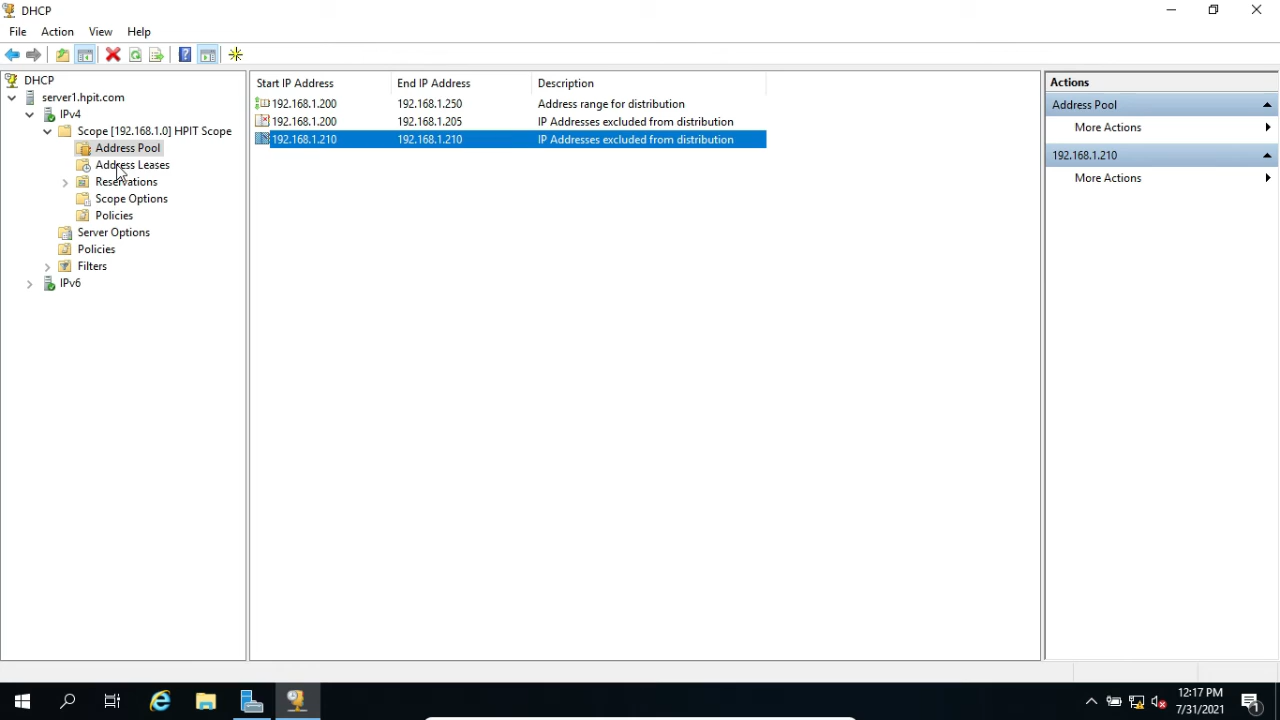 DHCP
File Action View Help
DHCP
server1.hpit.com
IPv4
Scope [192.168.1.0] HPIT Scope
Address Pool
Address Leases
Reservations
Scope Options
Policies
Server Options
Policies
Filters
IPv6
Start IP Address End IP Address Description
192.168.1.200 192.168.1.250 Address range for distribution
192.168.1.200 192.168.1.205 IP Addresses excluded from distribution
192.168.1.210 192.168.1.210 IP Addresses excluded from distribution
Actions
Address Pool
More Actions
192.168.1.210
More Actions
12:17 PM
7/31/2021
1